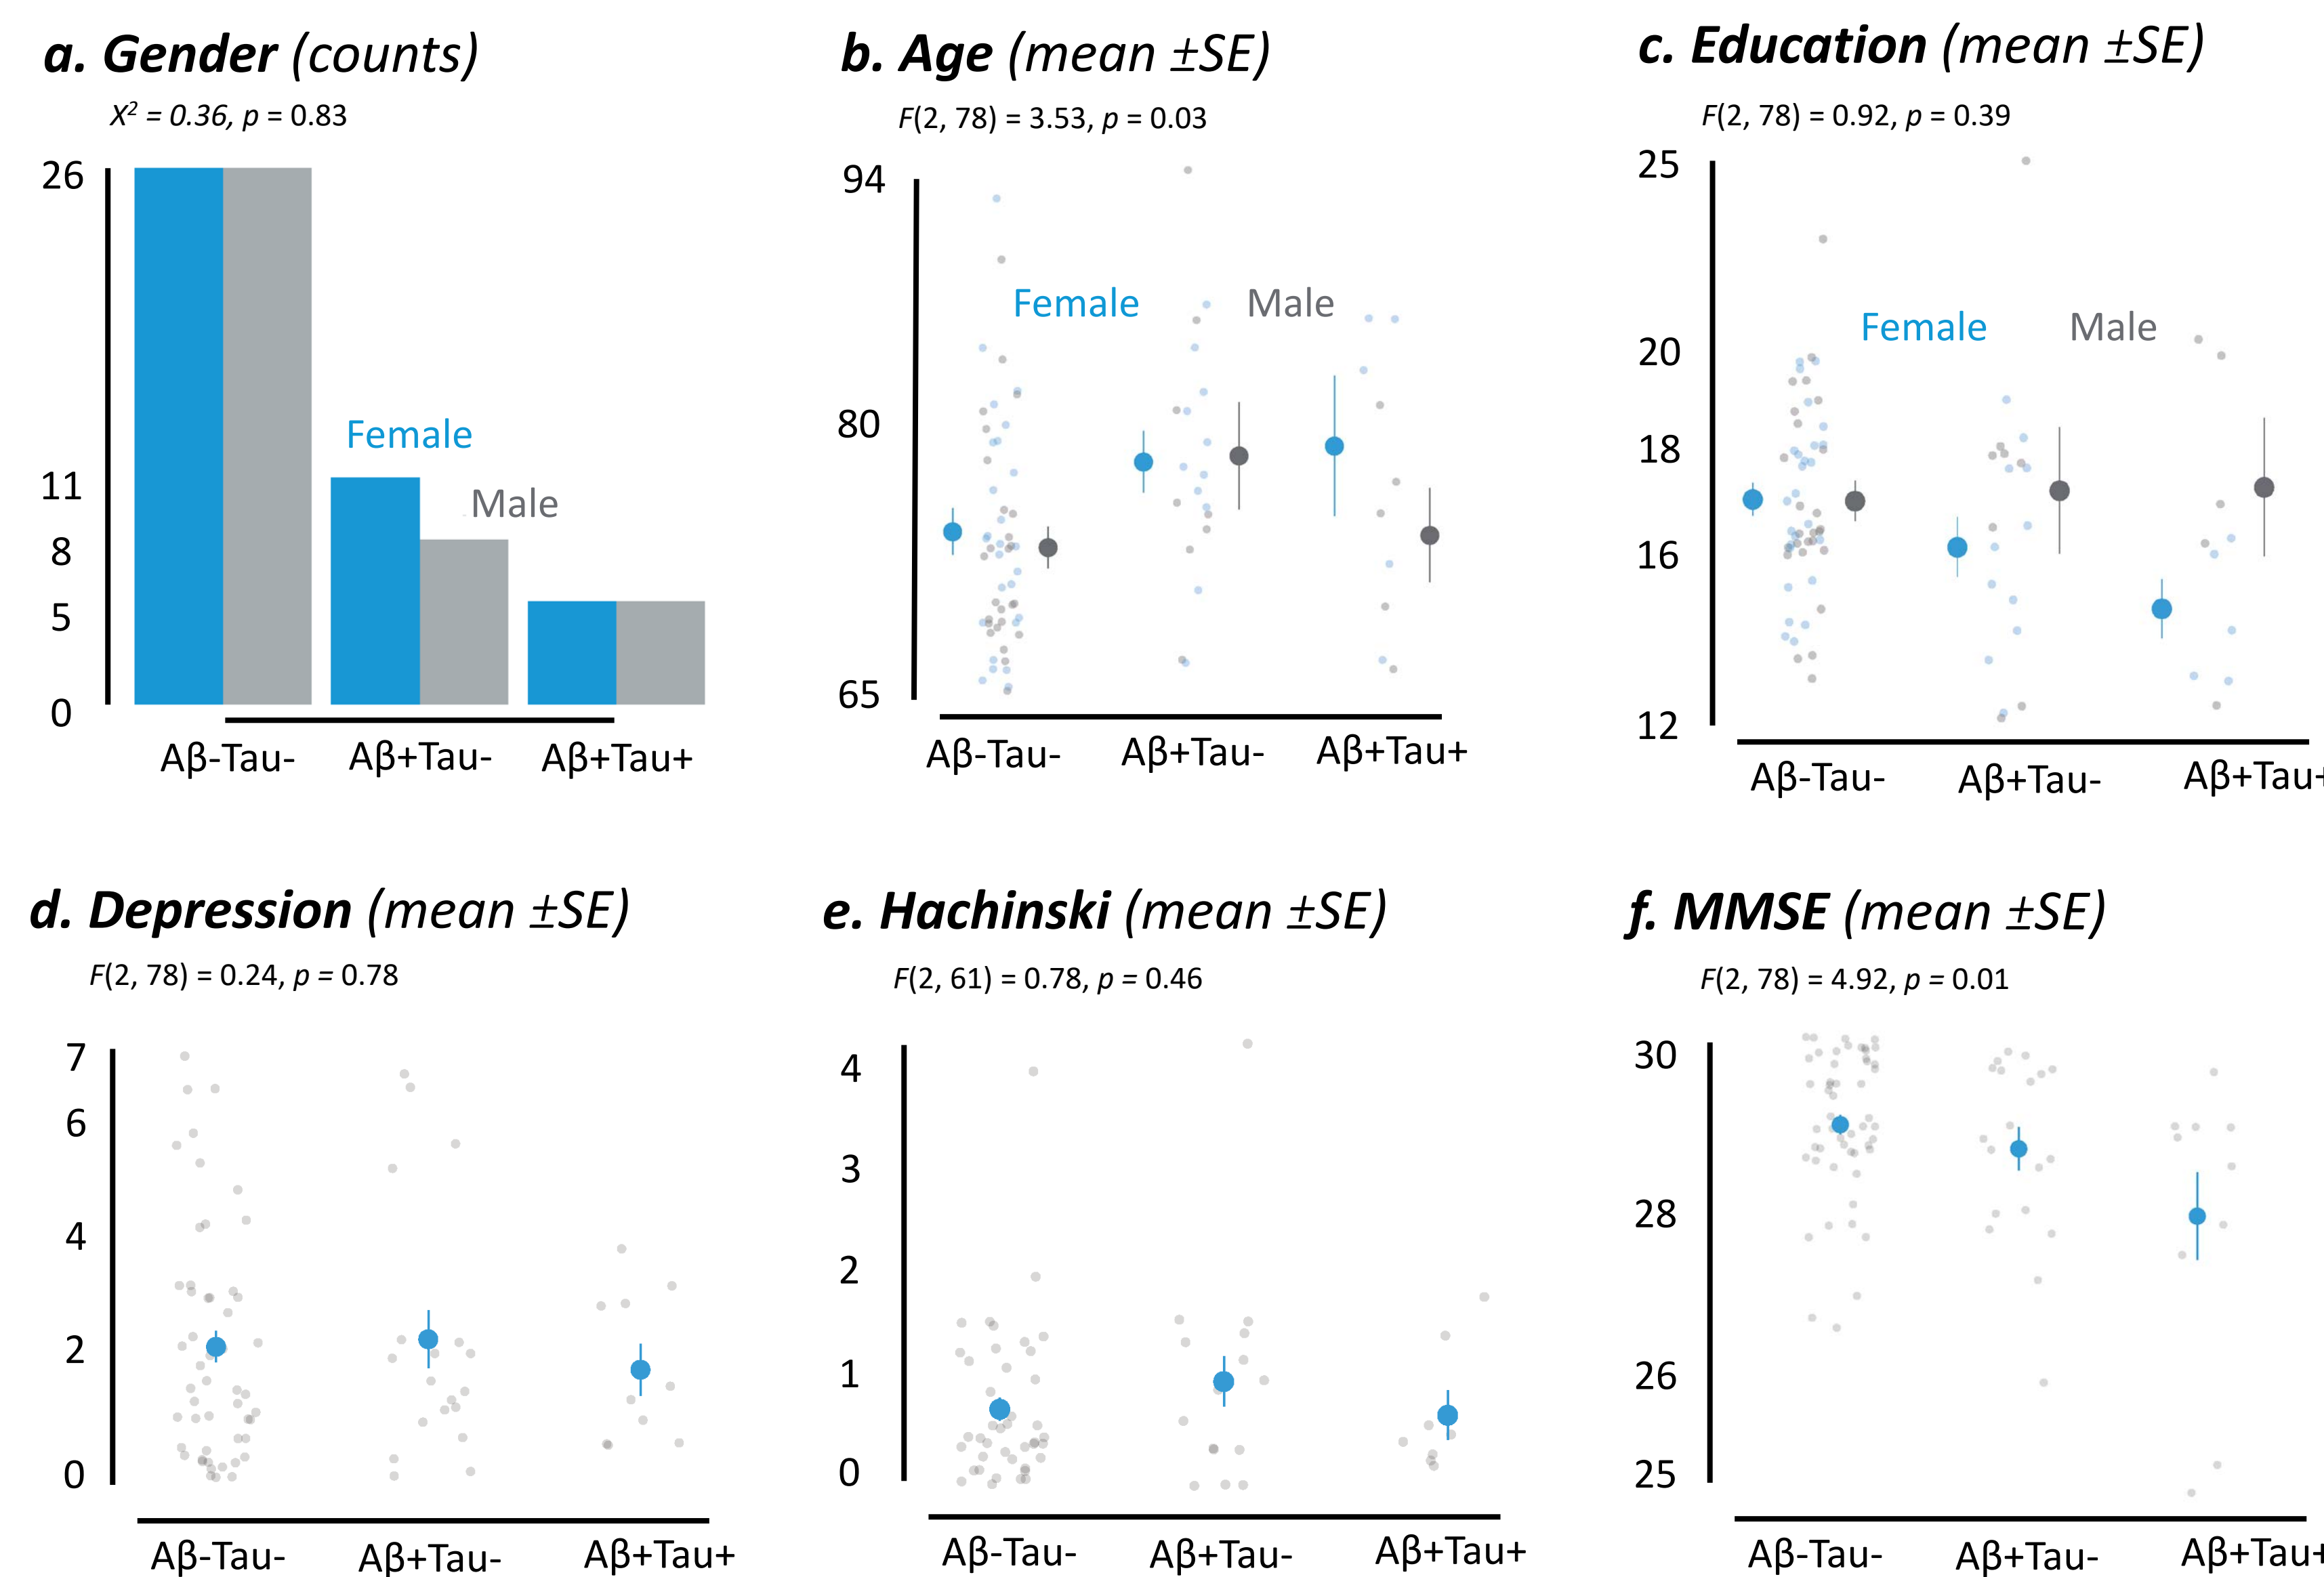 a. Gender (counts)
X² = 0.36, p = 0.83
26
11
8
5
0
Female
Male
Aβ-Tau-
Aβ+Tau-
Aβ+Tau+
b. Age (mean ±SE)
F(2, 78) = 3.53, p = 0.03
94
80
65
Female
Male
Aβ-Tau-
Aβ+Tau-
Aβ+Tau+
c. Education (mean ±SE)
F(2, 78) = 0.92, p = 0.39
25
20
18
16
12
Female
Male
Aβ-Tau-
Aβ+Tau-
Aβ+Tau+
d. Depression (mean ±SE)
F(2, 78) = 0.24, p = 0.78
7
6
4
2
0
Aβ-Tau-
Aβ+Tau-
Aβ+Tau+
e. Hachinski (mean ±SE)
F(2, 61) = 0.78, p = 0.46
4
3
2
1
0
Aβ-Tau-
Aβ+Tau-
Aβ+Tau+
f. MMSE (mean ±SE)
F(2, 78) = 4.92, p = 0.01
30
28
26
25
Aβ-Tau-
Aβ+Tau-
Aβ+Tau+